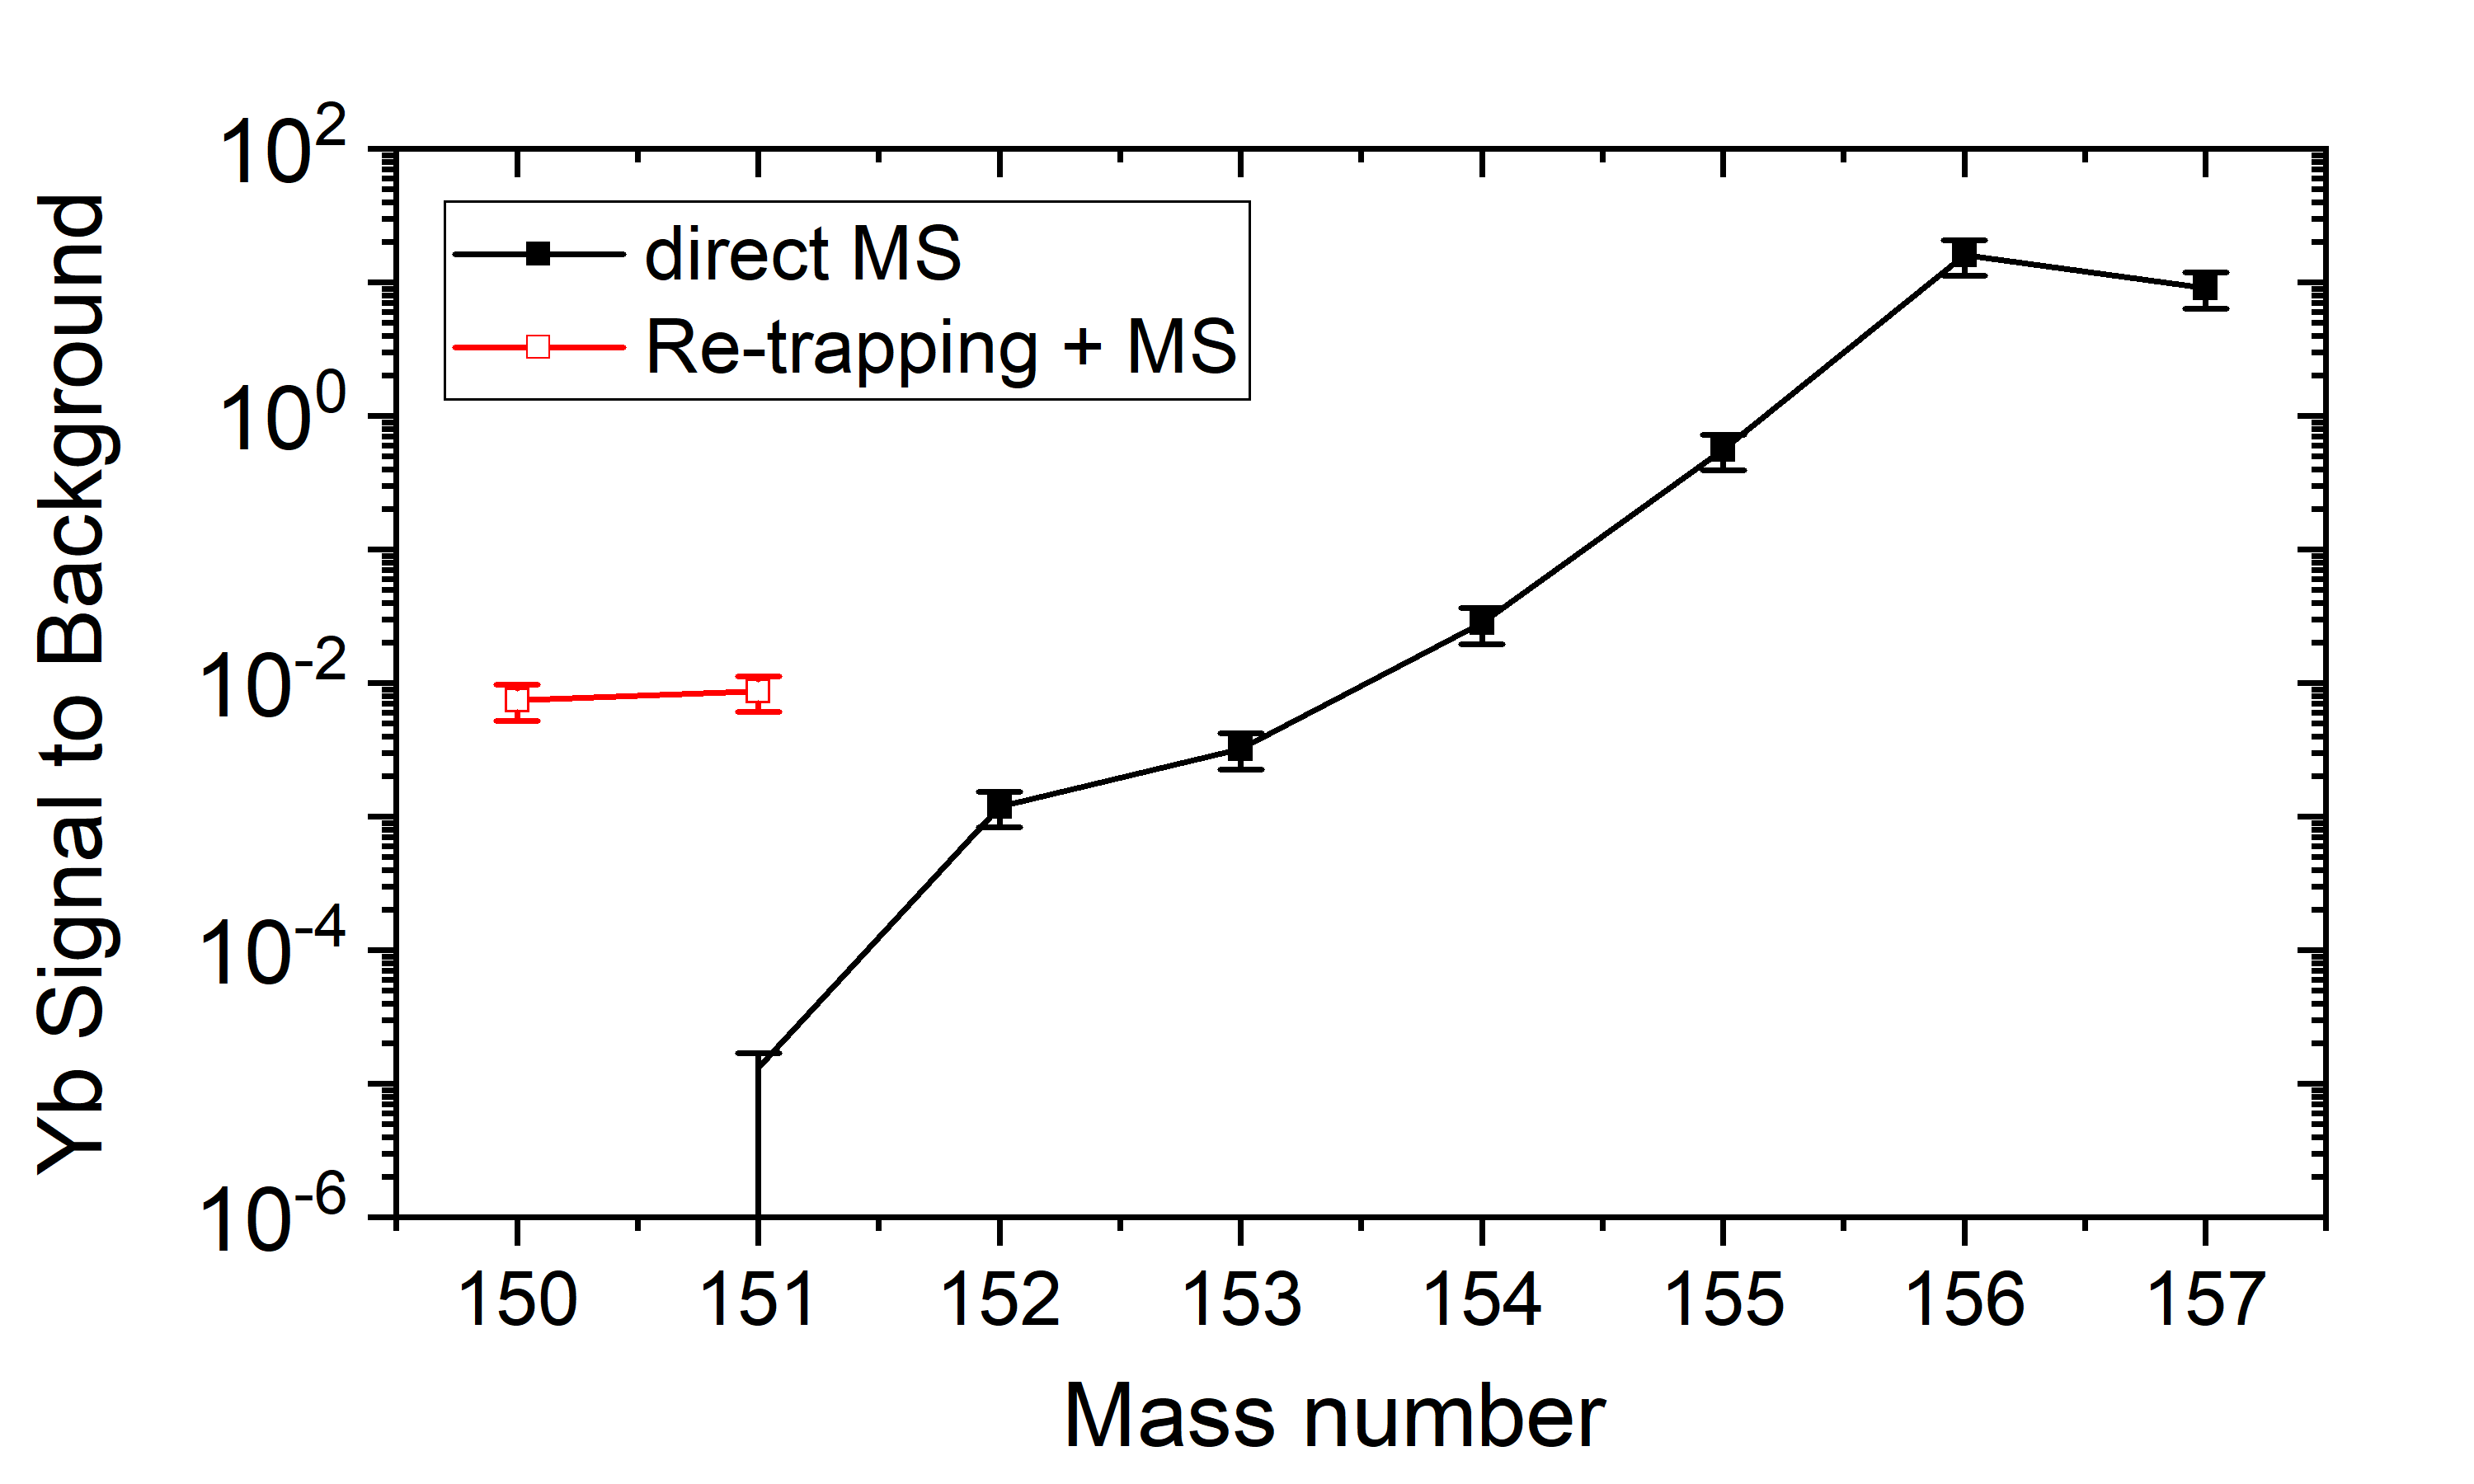 Yb Signal to Background
10^2
10^0
10^-2
10^-4
10^-6
direct MS
Re-trapping + MS
150 151 152 153 154 155 156 157
Mass number